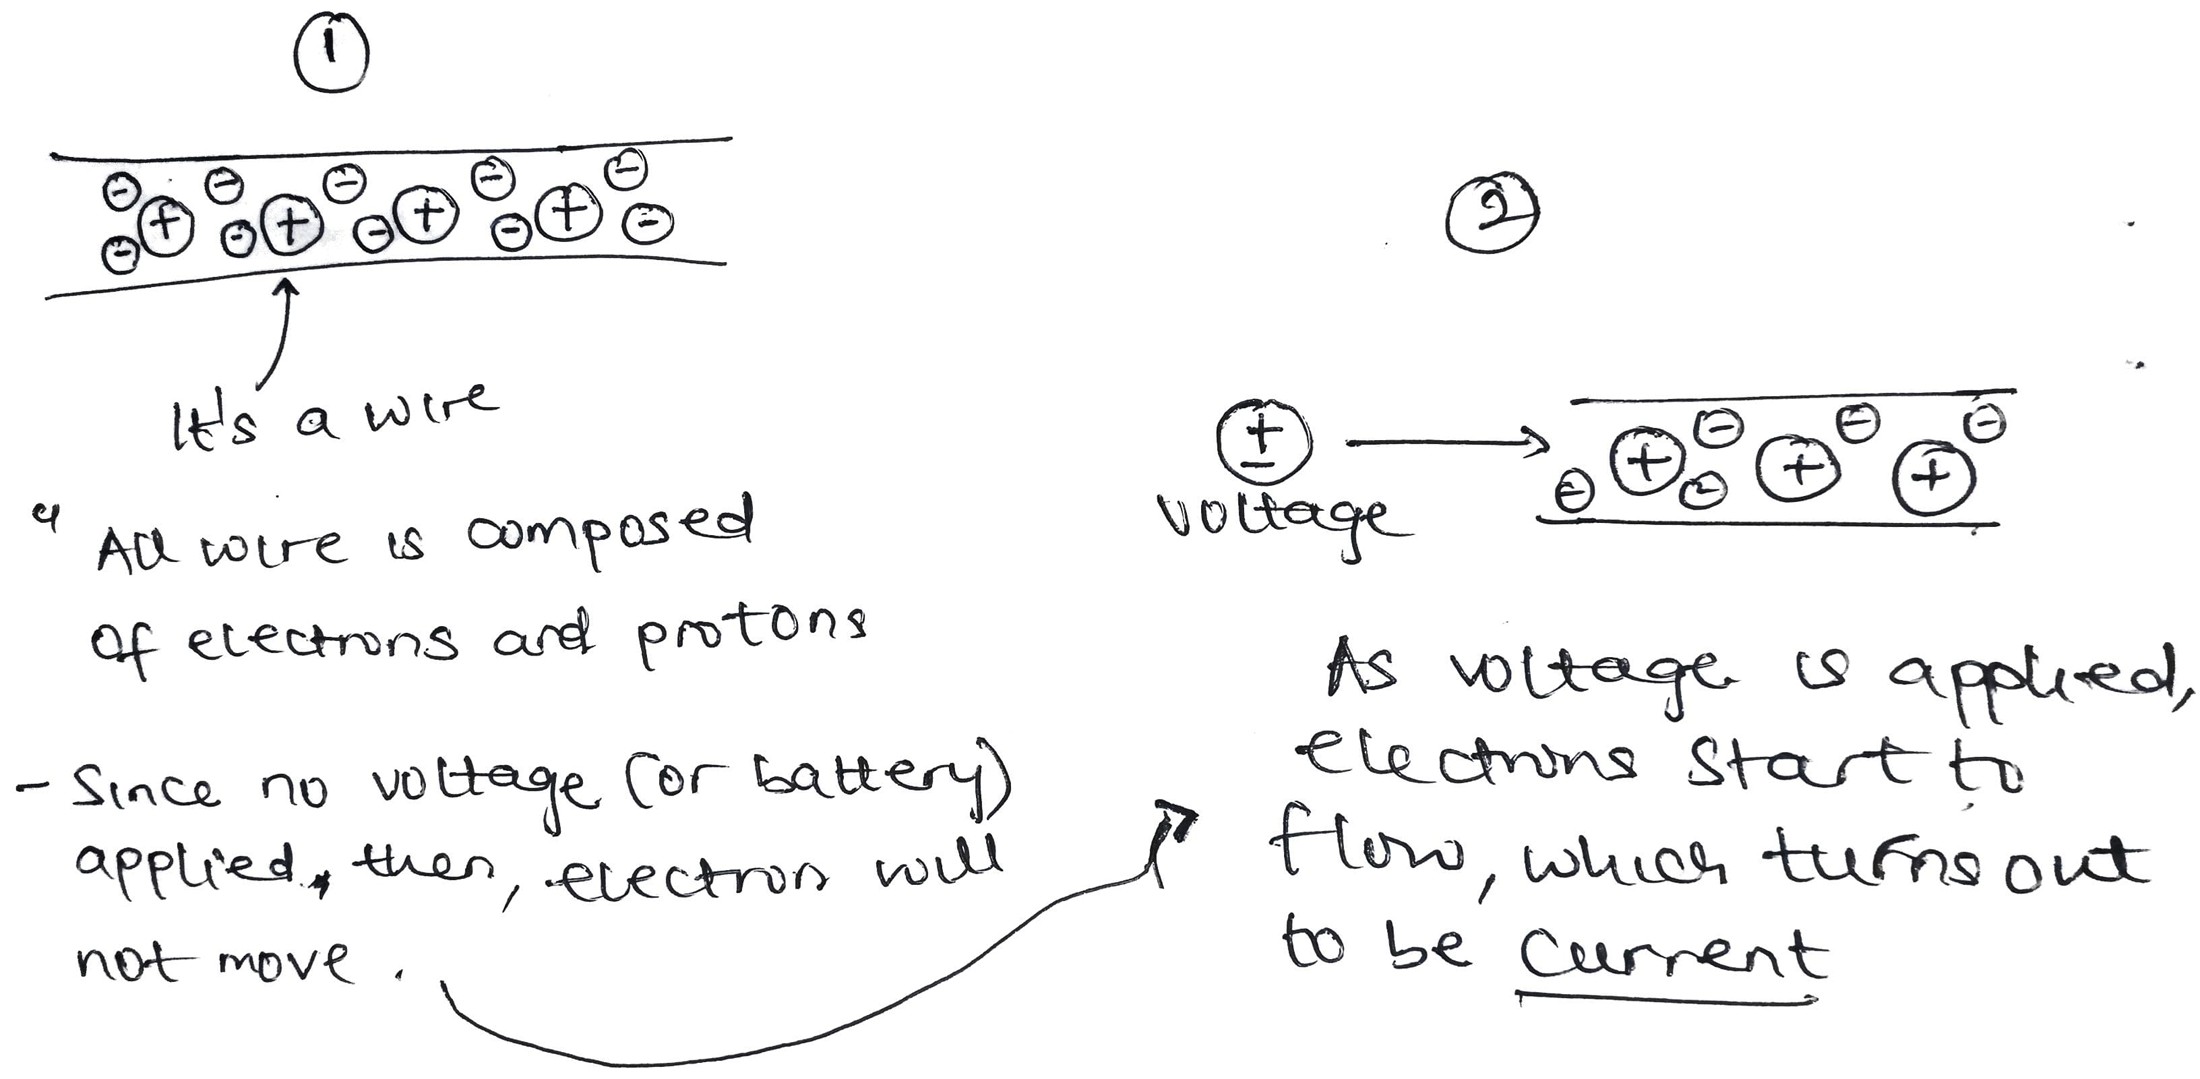 1
It's a wire
" All wire is composed
of electrons and protons
- Since no voltage (or battery)
applied, then, electron will
not move.
2
voltage
As voltage is applied,
electrons start to
flow, which turns out
to be current